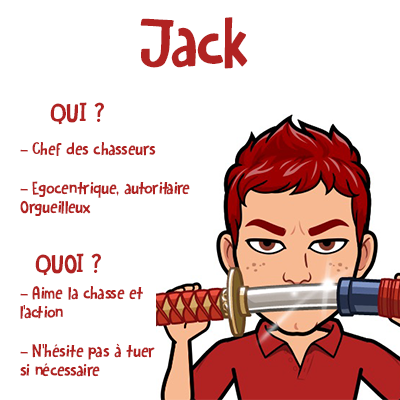 Jack
QUI ?
- Chef des chasseurs
- Egocentrique, autoritaire
Orgueilleux
QUOI ?
- Aime la chasse et
l'action
- N'hésite pas à tuer
si nécessaire